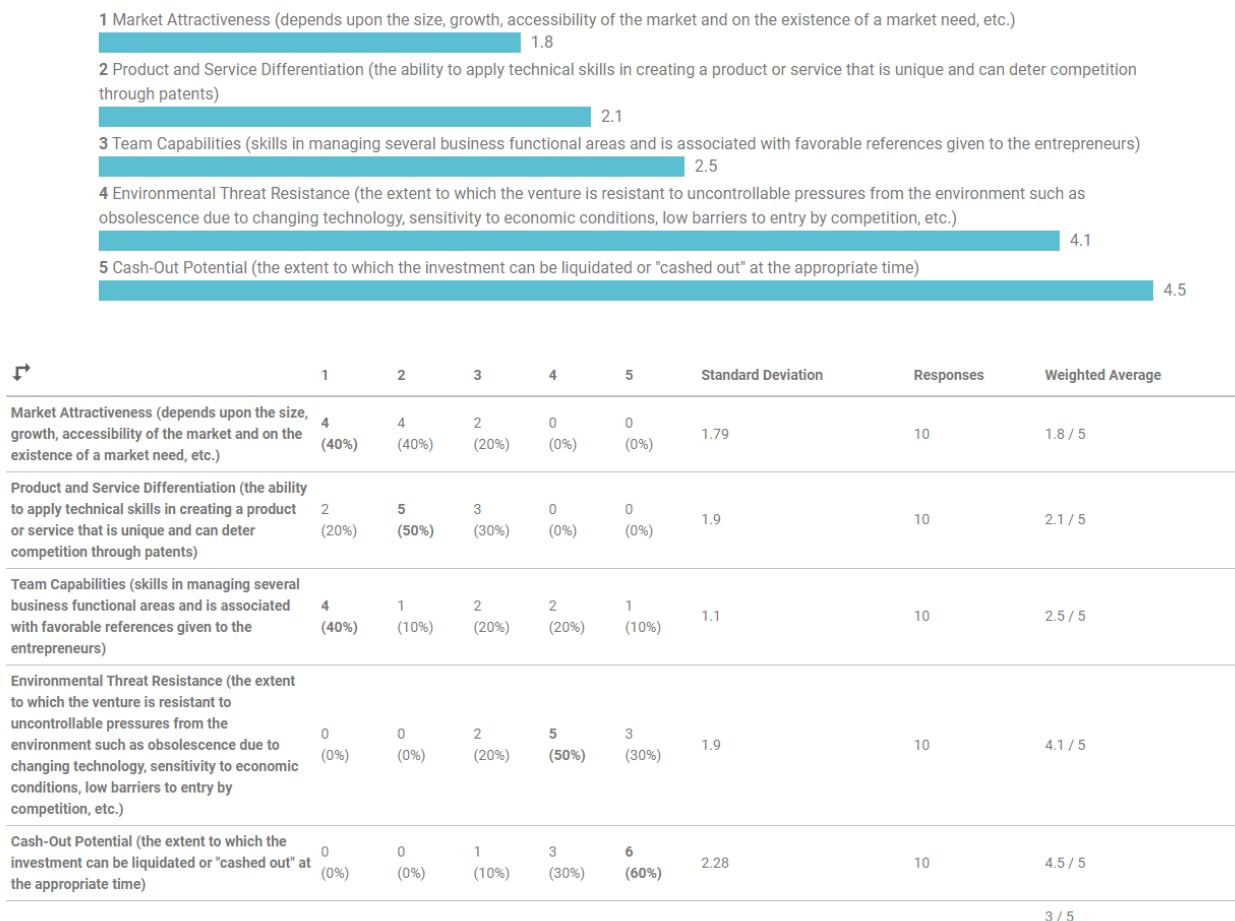 1 Market Attractiveness (depends upon the size, growth, accessibility of the market and on the existence of a market need, etc.)
1.8
2 Product and Service Differentiation (the ability to apply technical skills in creating a product or service that is unique and can deter competition
through patents)
2.1
3 Team Capabilities (skills in managing several business functional areas and is associated with favorable references given to the entrepreneurs)
2.5
4 Environmental Threat Resistance (the extent to which the venture is resistant to uncontrollable pressures from the environment such as
obsolescence due to changing technology, sensitivity to economic conditions, low barriers to entry by competition, etc.)
4.1
5 Cash-Out Potential (the extent to which the investment can be liquidated or "cashed out" at the appropriate time)
4.5
1 2 3 4 5 Standard Deviation Responses Weighted Average
Market Attractiveness (depends upon the size,
growth, accessibility of the market and on the
existence of a market need, etc.)
4 4 2 0 0
(40%) (40%) (20%) (0%) (0%)
1.79 10 1.8 / 5
Product and Service Differentiation (the ability
to apply technical skills in creating a product
or service that is unique and can deter
competition through patents)
2 5 3 0 0
(20%) (50%) (30%) (0%) (0%)
1.9 10 2.1 / 5
Team Capabilities (skills in managing several
business functional areas and is associated
with favorable references given to the
entrepreneurs)
4 1 2 2 1
(40%) (10%) (20%) (20%) (10%)
1.1 10 2.5 / 5
Environmental Threat Resistance (the extent
to which the venture is resistant to
uncontrollable pressures from the
environment such as obsolescence due to
changing technology, sensitivity to economic
conditions, low barriers to entry by
competition, etc.)
0 0 2 5 3
(0%) (0%) (20%) (50%) (30%)
1.9 10 4.1 / 5
Cash-Out Potential (the extent to which the
investment can be liquidated or "cashed out" at
the appropriate time)
0 0 1 3 6
(0%) (0%) (10%) (30%) (60%)
2.28 10 4.5 / 5
3 / 5